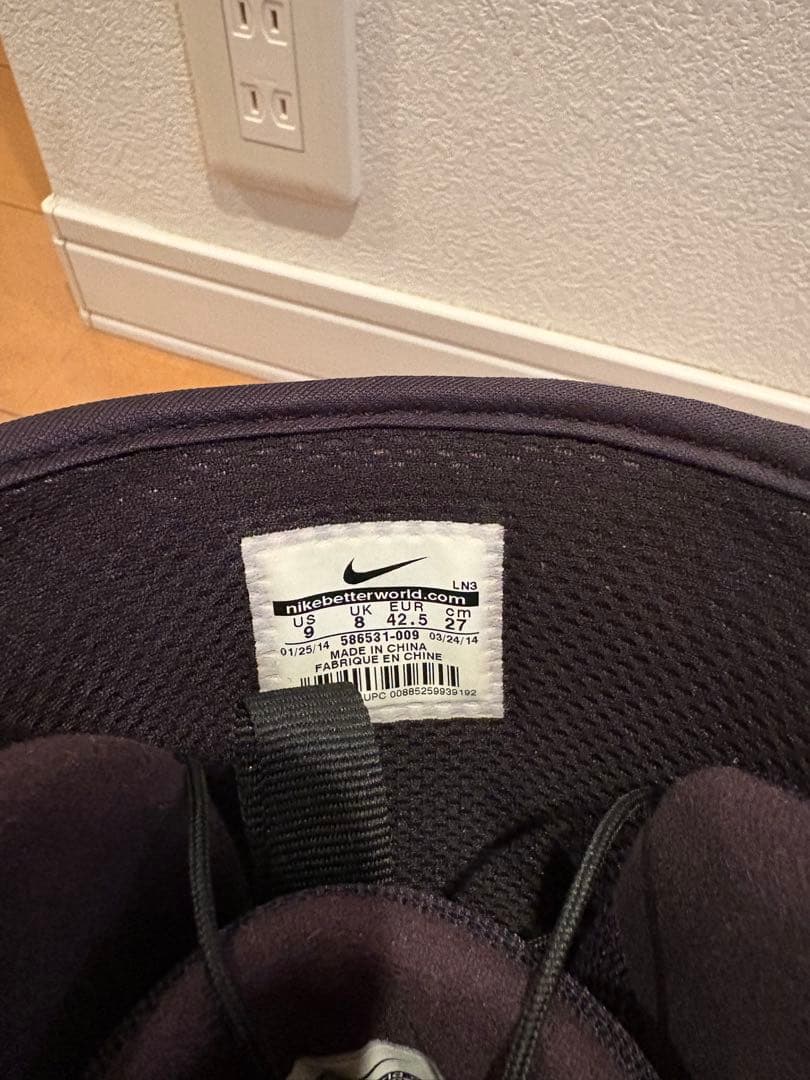 LN3
nikebetterworld.com
US UK EUR cm
9 8 42.5 27
01/25/14 586531-009 03/24/14
MADE IN CHINA
FABRIQUE EN CHINE
UPC 00885259939192